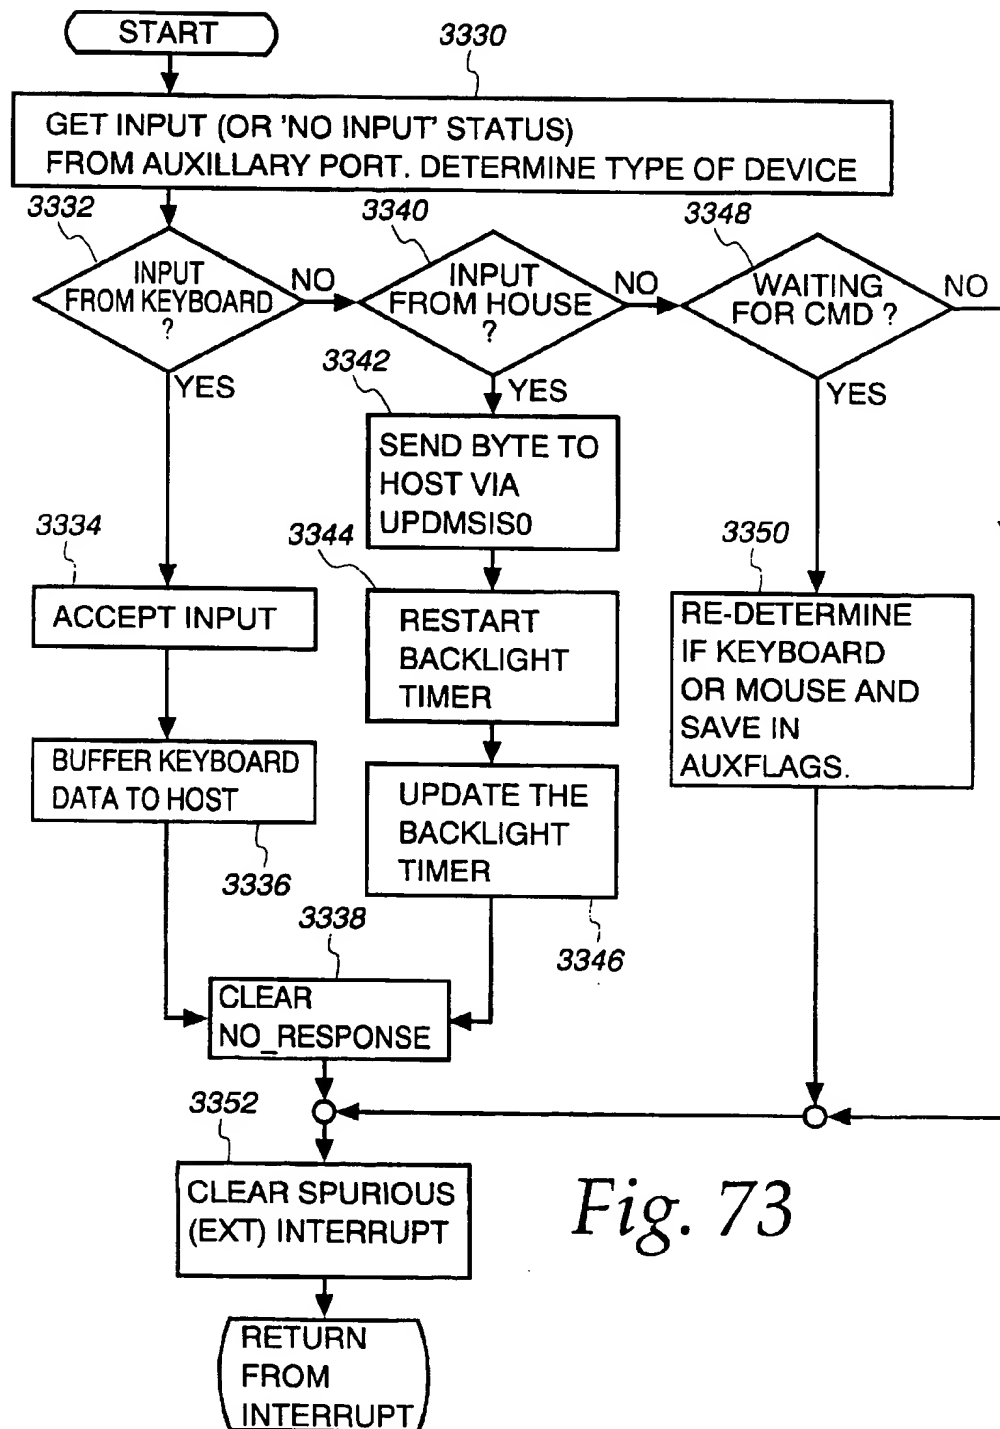 START
3330
GET INPUT (OR 'NO INPUT' STATUS)
FROM AUXILLARY PORT. DETERMINE TYPE OF DEVICE
3332
INPUT
FROM KEYBOARD
?
NO
YES
3340
INPUT
FROM HOUSE
?
NO
YES
3348
WAITING
FOR CMD ?
NO
YES
3342
SEND BYTE TO
HOST VIA
UPDMSIS0
3334
ACCEPT INPUT
3344
RESTART
BACKLIGHT
TIMER
3350
RE-DETERMINE
IF KEYBOARD
OR MOUSE AND
SAVE IN
AUXFLAGS.
BUFFER KEYBOARD
DATA TO HOST
3336
UPDATE THE
BACKLIGHT
TIMER
3346
3338
CLEAR
NO_RESPONSE
3352
CLEAR SPURIOUS
(EXT) INTERRUPT
Fig. 73
RETURN
FROM
INTERRUPT